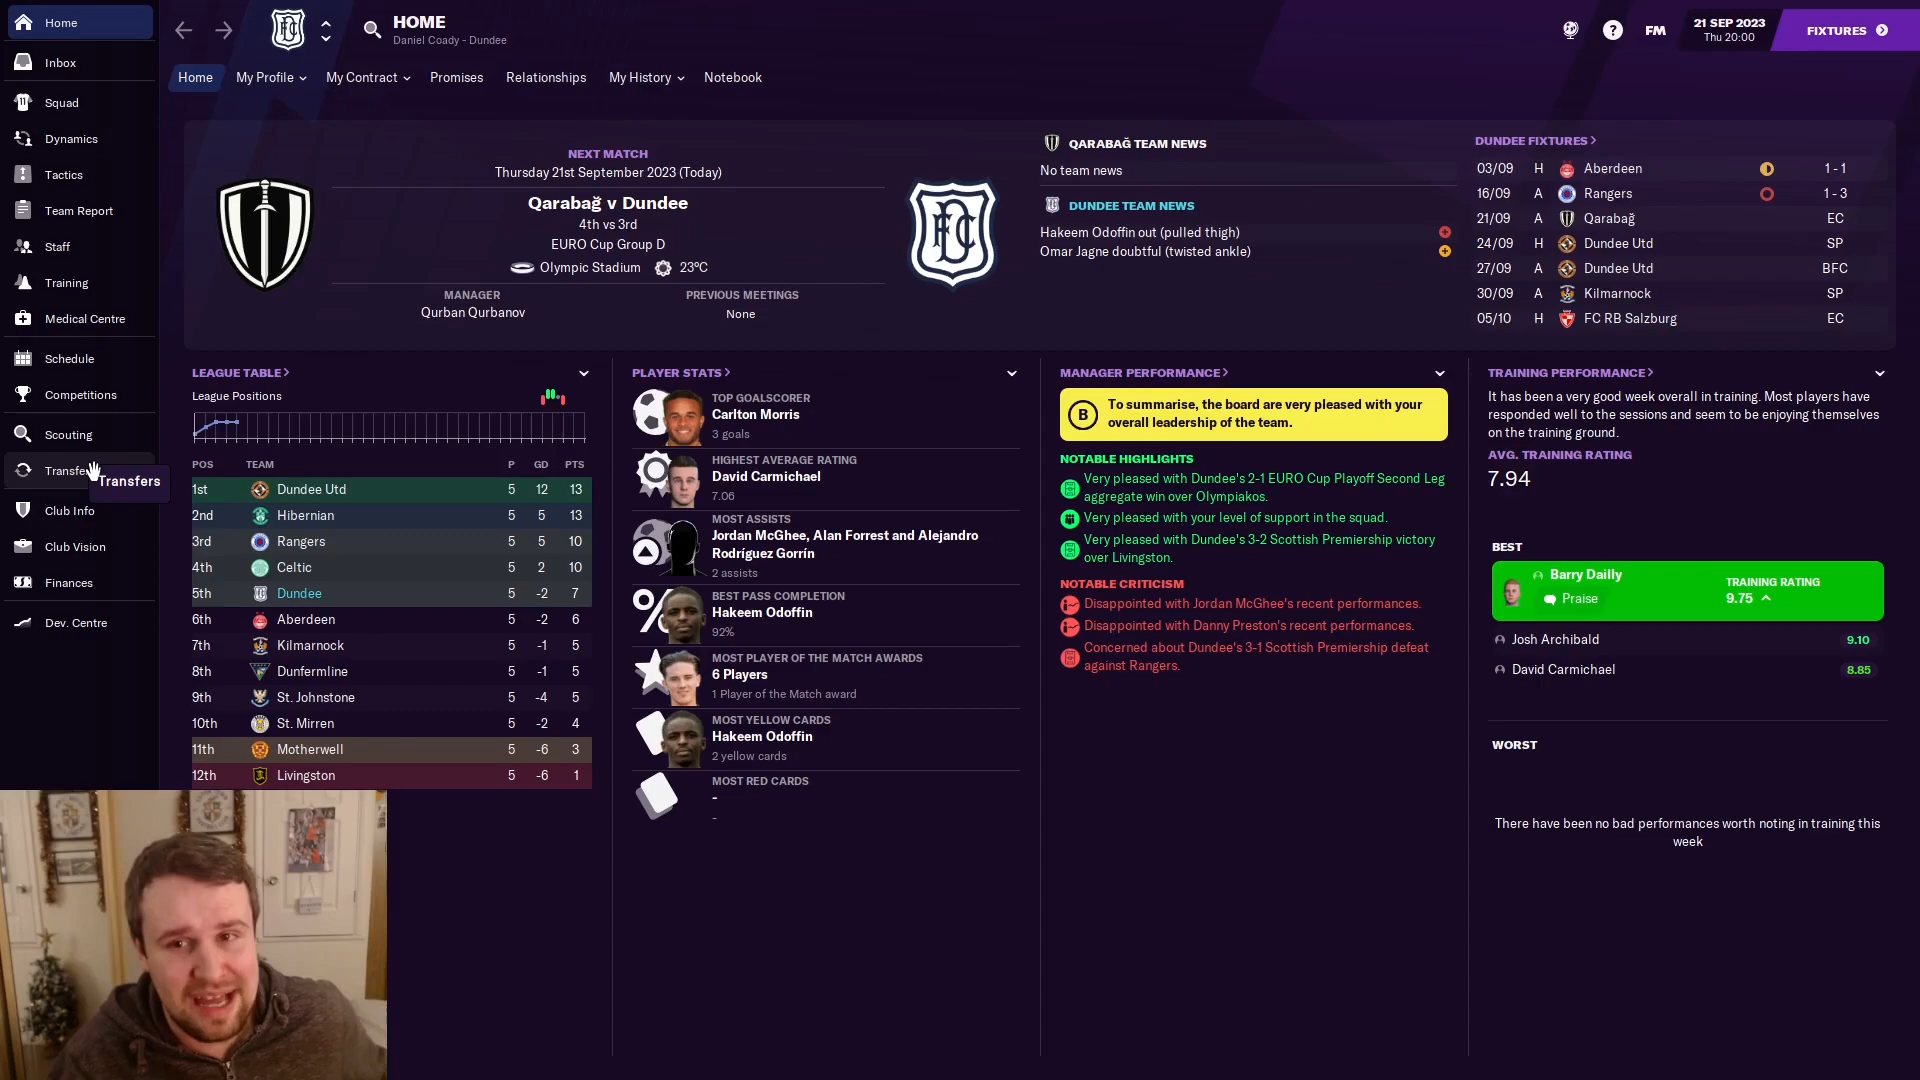 Home
Inbox
Squad
Dynamics
Tactics
Team Report
Staff
Training
Medical Centre
Schedule
Competitions
Scouting
Transfe
Transfers
Club Info
Club Vision
Finances
Dev. Centre
HOME
Daniel Coady - Dundee
FM
21 SEP 2023
Thu 20:00
FIXTURES
Home
My Profile
My Contract
Promises
Relationships
My History
Notebook
NEXT MATCH
Thursday 21st September 2023 (Today)
Qarabağ v Dundee
4th vs 3rd
EURO Cup Group D
Olympic Stadium 23°C
MANAGER
Qurban Qurbanov
PREVIOUS MEETINGS
None
QARABAĞ TEAM NEWS
No team news
DUNDEE TEAM NEWS
Hakeem Odoffin out (pulled thigh)
Omar Jagne doubtful (twisted ankle)
DUNDEE FIXTURES
03/09 H Aberdeen 1 - 1
16/09 A Rangers 1 - 3
21/09 A Qarabağ EC
24/09 H Dundee Utd SP
27/09 A Dundee Utd BFC
30/09 A Kilmarnock SP
05/10 H FC RB Salzburg EC
LEAGUE TABLE
League Positions
POS TEAM P GD PTS
1st Dundee Utd 5 12 13
2nd Hibernian 5 5 13
3rd Rangers 5 5 10
4th Celtic 5 2 10
5th Dundee 5 -2 7
6th Aberdeen 5 -2 6
7th Kilmarnock 5 -1 5
8th Dunfermline 5 -1 5
9th St. Johnstone 5 -4 5
10th St. Mirren 5 -2 4
11th Motherwell 5 -6 3
12th Livingston 5 -6 1
PLAYER STATS
TOP GOALSCORER
Carlton Morris
3 goals
HIGHEST AVERAGE RATING
David Carmichael
7.06
MOST ASSISTS
Jordan McGhee, Alan Forrest and Alejandro
Rodríguez Gorrín
2 assists
BEST PASS COMPLETION
Hakeem Odoffin
92%
MOST PLAYER OF THE MATCH AWARDS
6 Players
1 Player of the Match award
MOST YELLOW CARDS
Hakeem Odoffin
2 yellow cards
MOST RED CARDS
-
-
MANAGER PERFORMANCE
B
To summarise, the board are very pleased with your
overall leadership of the team.
NOTABLE HIGHLIGHTS
Very pleased with Dundee's 2-1 EURO Cup Playoff Second Leg
aggregate win over Olympiakos.
Very pleased with your level of support in the squad.
Very pleased with Dundee's 3-2 Scottish Premiership victory
over Livingston.
NOTABLE CRITICISM
Disappointed with Jordan McGhee's recent performances.
Disappointed with Danny Preston's recent performances.
Concerned about Dundee's 3-1 Scottish Premiership defeat
against Rangers.
TRAINING PERFORMANCE
It has been a very good week overall in training. Most players have
responded well to the sessions and seem to be enjoying themselves
on the training ground.
AVG. TRAINING RATING
7.94
BEST
Barry Dailly
Praise
TRAINING RATING
9.75
Josh Archibald 9.10
David Carmichael 8.85
WORST
There have been no bad performances worth noting in training this
week